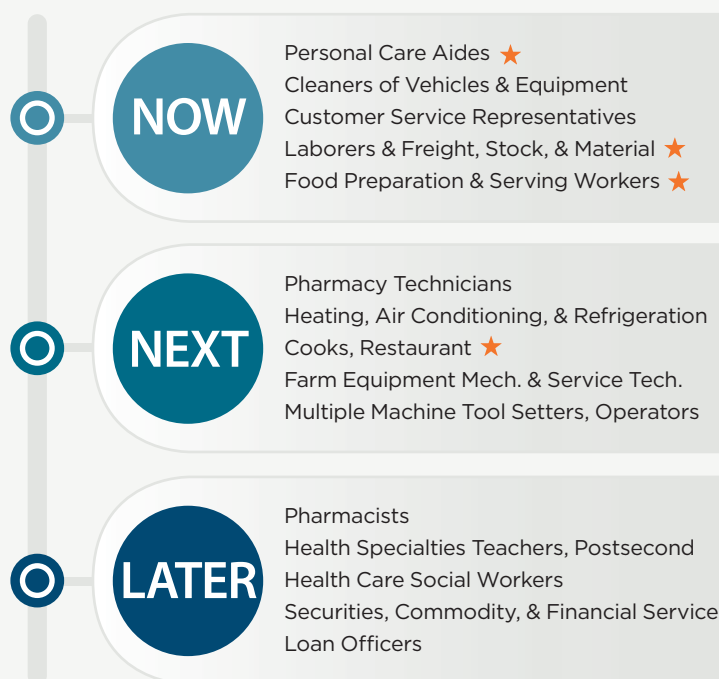 NOW
Personal Care Aides
Cleaners of Vehicles & Equipment
Customer Service Representatives
Laborers & Freight, Stock, & Material
Food Preparation & Serving Workers
NEXT
Pharmacy Technicians
Heating, Air Conditioning, & Refrigeration
Cooks, Restaurant
Farm Equipment Mech. & Service Tech.
Multiple Machine Tool Setters, Operators
LATER
Pharmacists
Health Specialties Teachers, Postsecond
Health Care Social Workers
Securities, Commodity, & Financial Service
Loan Officers